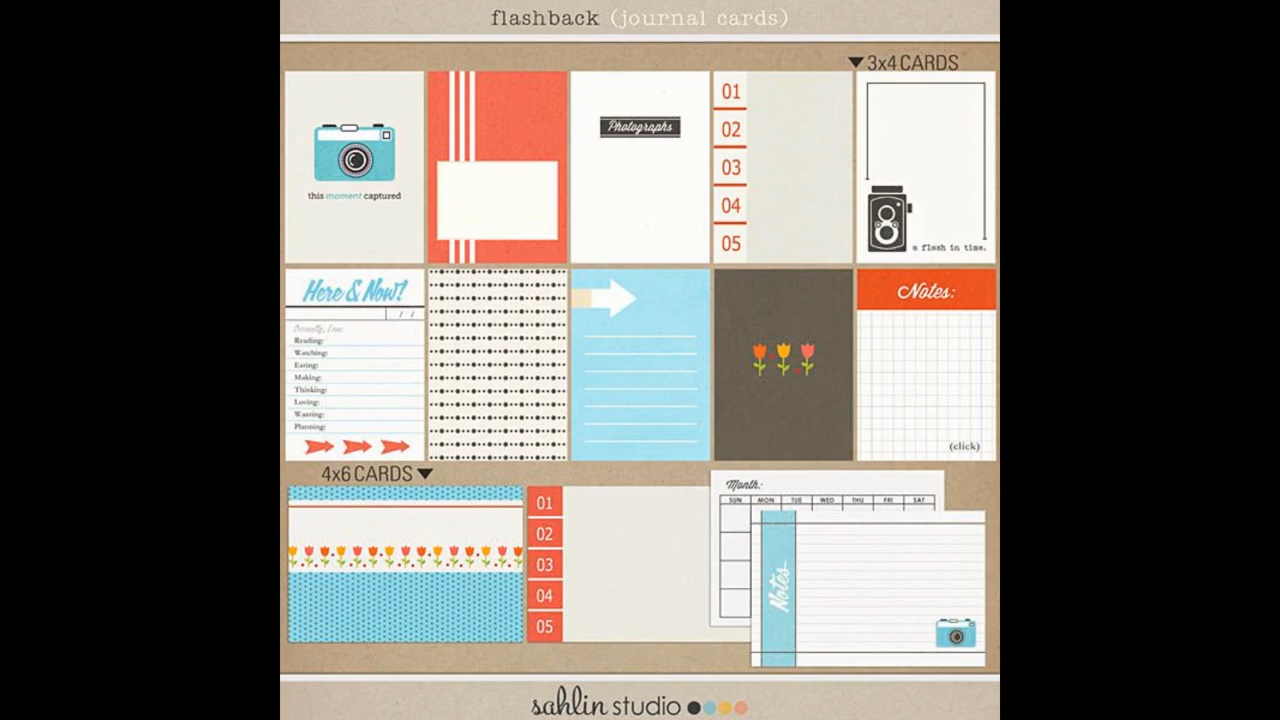 flashback (journal cards)
3x4 CARDS
this moment captured
Photographs
01
02
03
04
05
a flash in time.
Here & Now!
/ /
Currently, I am:
Reading:
Watching:
Eating:
Making:
Thinking:
Loving:
Wanting:
Planning:
Notes:
(click)
4x6 CARDS
01
02
03
04
05
Month:
SUN MON TUE WED THU FRI SAT
Notes
sahlin studio